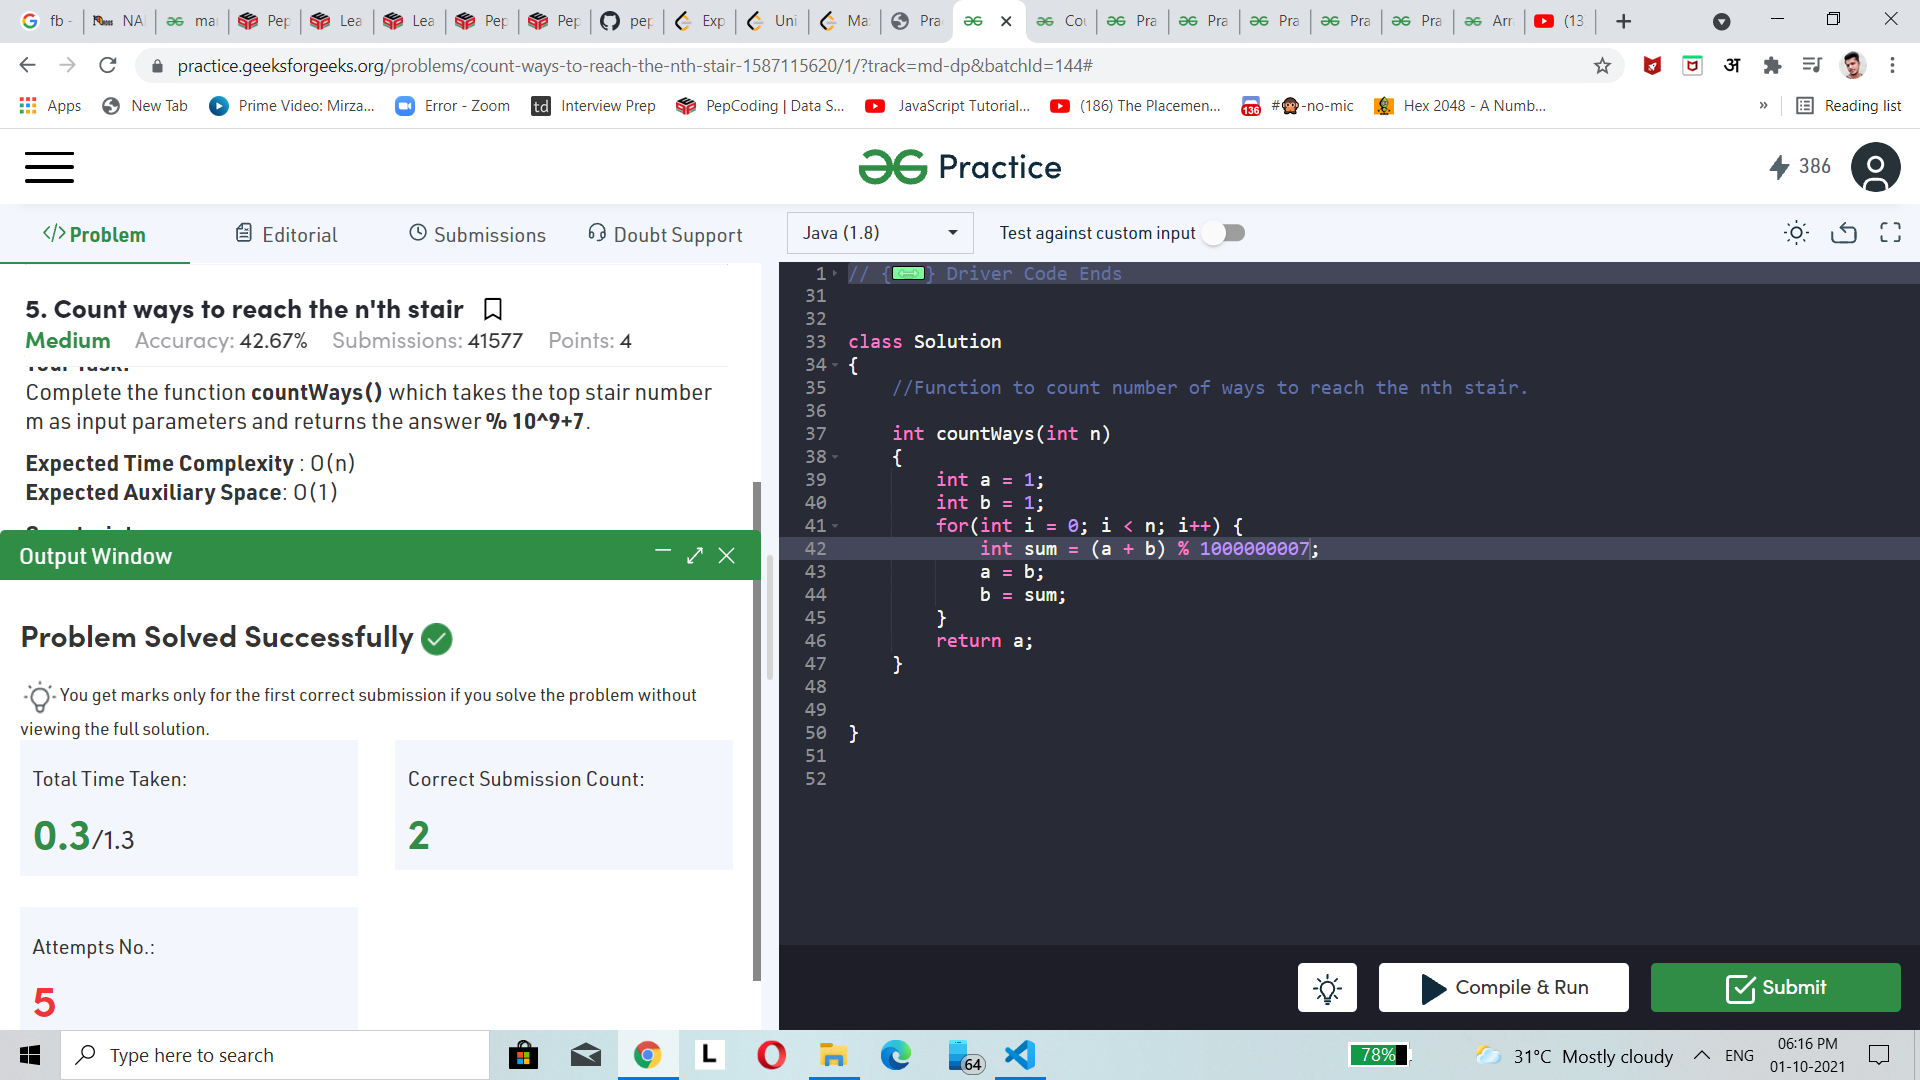 fb -
NA
mar
Pep
Lea
Lea
Pep
Pep
pep
Exp
Uni
Ma
Pra
Cou
Pra
Pra
Pra
Pra
Pra
Arr
(13
practice.geeksforgeeks.org/problems/count-ways-to-reach-the-nth-stair-1587115620/1/?track=md-dp&batchId=144#
अ
Apps
New Tab
Prime Video: Mirza...
Error - Zoom
td Interview Prep
PepCoding | Data S...
JavaScript Tutorial...
(186) The Placemen...
136 #🙊-no-mic
Hex 2048 - A Numb...
»
Reading list
Practice
386
</> Problem
Editorial
Submissions
Doubt Support
Java (1.8)
Test against custom input
5. Count ways to reach the n'th stair
Medium Accuracy: 42.67% Submissions: 41577 Points: 4
Your Task:
Complete the function countWays() which takes the top stair number
m as input parameters and returns the answer % 10^9+7.
Expected Time Complexity : O(n)
Expected Auxiliary Space: O(1)
Output Window
Problem Solved Successfully
You get marks only for the first correct submission if you solve the problem without
viewing the full solution.
Total Time Taken:
0.3/1.3
Correct Submission Count:
2
Attempts No.:
5
1 // {} Driver Code Ends
31
32
33 class Solution
34 {
35 //Function to count number of ways to reach the nth stair.
36
37 int countWays(int n)
38 {
39 int a = 1;
40 int b = 1;
41 for(int i = 0; i < n; i++) {
42 int sum = (a + b) % 1000000007;
43 a = b;
44 b = sum;
45 }
46 return a;
47 }
48
49
50 }
51
52
Compile & Run
Submit
Type here to search
L
64
78%
31°C Mostly cloudy
ENG
06:16 PM
01-10-2021